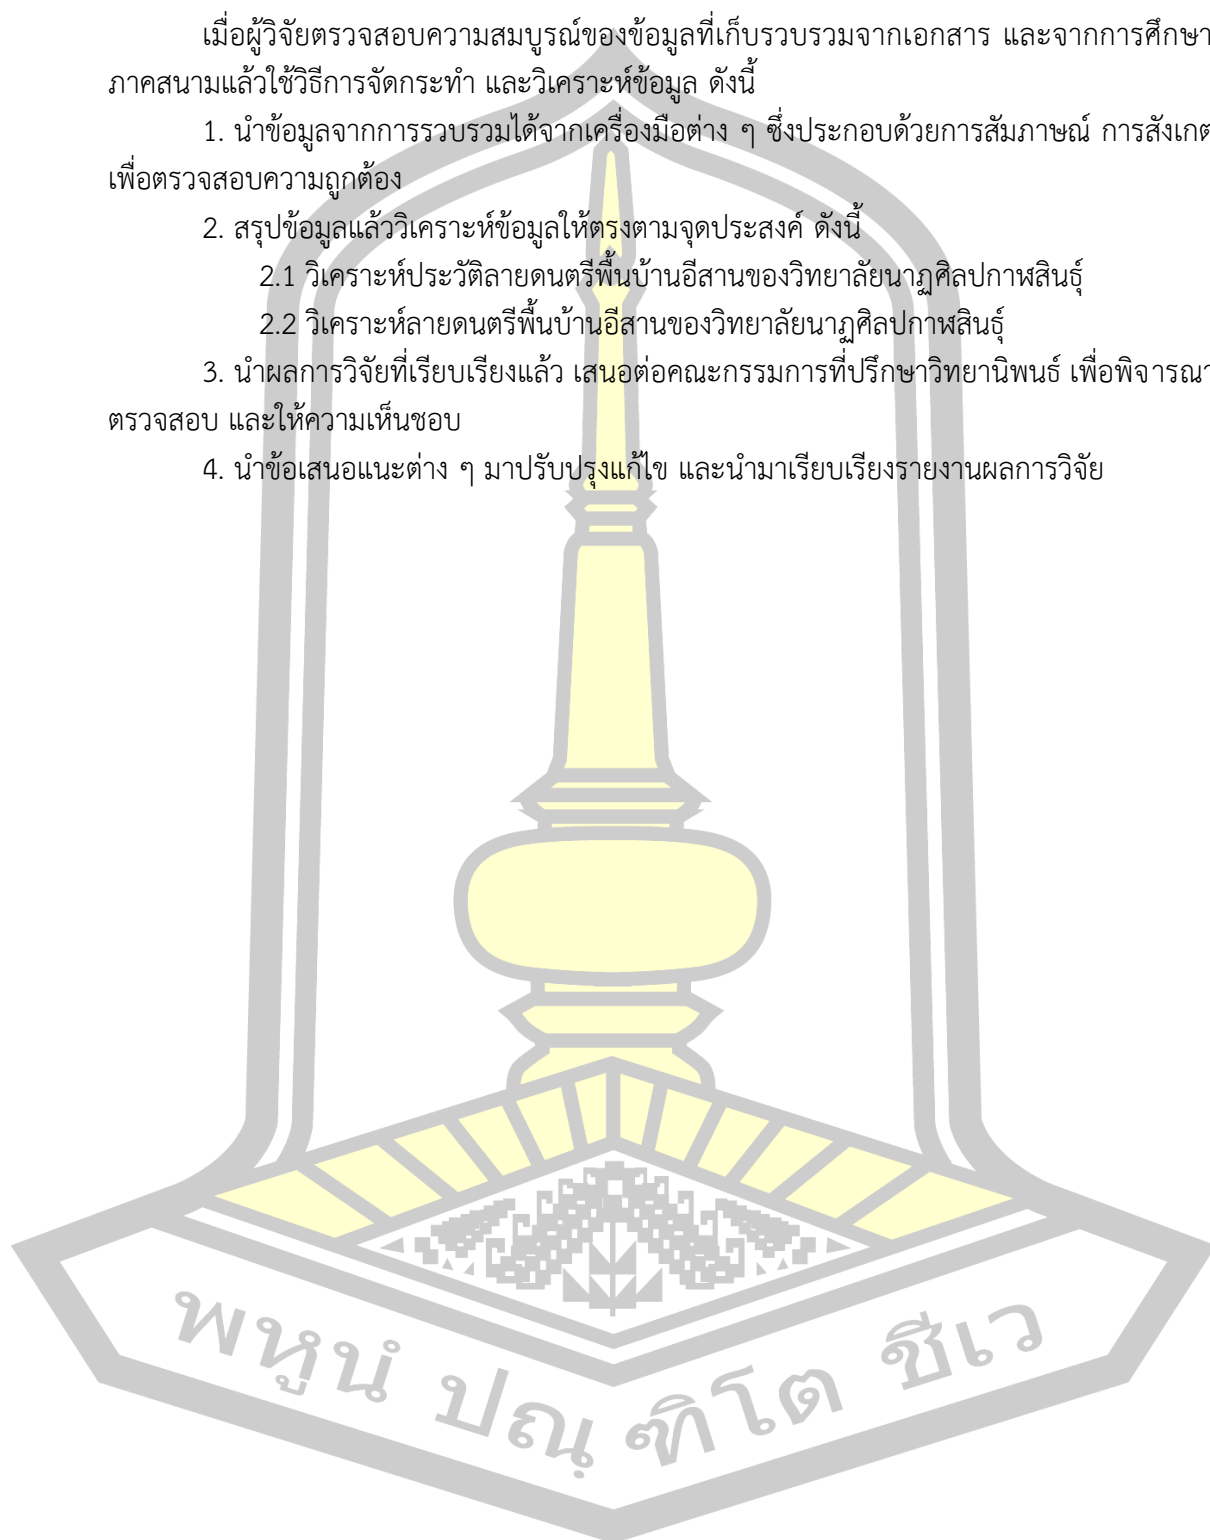 เมื่อผู้วิจัยตรวจสอบความสมบูรณ์ของข้อมูลที่เก็บรวบรวมจากเอกสาร และจากการศึกษา
ภาคสนามแล้วใช้วิธีการจัดกระทำ และวิเคราะห์ข้อมูล ดังนี้
1. นำข้อมูลจากการรวบรวมได้จากเครื่องมือต่าง ๆ ซึ่งประกอบด้วยการสัมภาษณ์ การสังเกต
เพื่อตรวจสอบความถูกต้อง
2. สรุปข้อมูลแล้ววิเคราะห์ข้อมูลให้ตรงตามจุดประสงค์ ดังนี้
2.1 วิเคราะห์ประวัติลายดนตรีพื้นบ้านอีสานของวิทยาลัยนาฏศิลปกาฬสินธุ์
2.2 วิเคราะห์ลายดนตรีพื้นบ้านอีสานของวิทยาลัยนาฏศิลปกาฬสินธุ์
3. นำผลการวิจัยที่เรียบเรียงแล้ว เสนอต่อคณะกรรมการที่ปรึกษาวิทยานิพนธ์ เพื่อพิจารณา
ตรวจสอบ และให้ความเห็นชอบ
4. นำข้อเสนอแนะต่าง ๆ มาปรับปรุงแก้ไข และนำมาเรียบเรียงรายงานผลการวิจัย
พหูนํ ปณฺฑิโต ชีเว